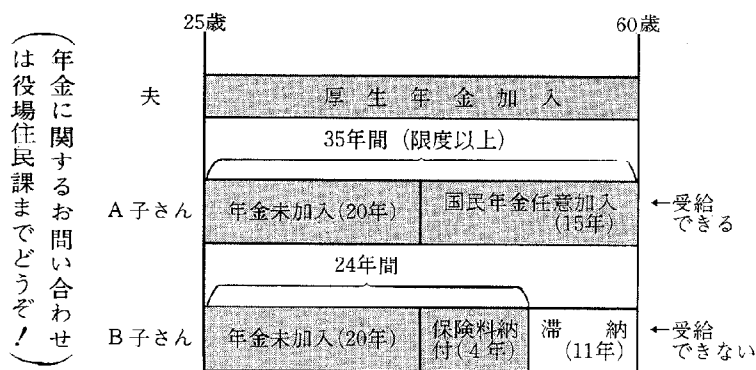 25歳
60歳
夫
厚生年金加入
35年間（限度以上）
A子さん
年金未加入(20年)
国民年金任意加入
(15年)
←受給
できる
24年間
B子さん
年金未加入(20年)
保険料納
付(4年)
滞納
(11年)
←受給
できない
（年金に関するお問い合わせ
は役場住民課までどうぞ！）